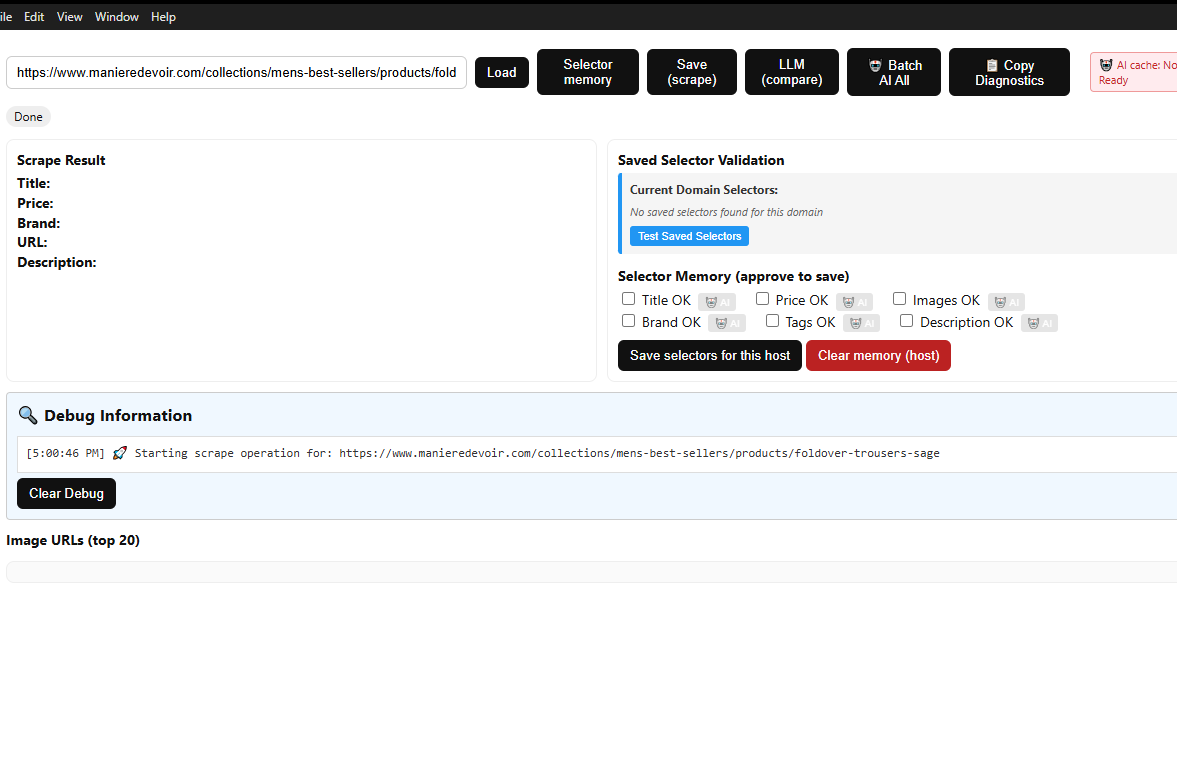 ile Edit View Window Help
https://www.manieredevoir.com/collections/mens-best-sellers/products/fold
Load
Selector
memory
Save
(scrape)
LLM
(compare)
Batch
AI All
Copy
Diagnostics
AI cache: No
Ready
Done
Scrape Result
Title:
Price:
Brand:
URL:
Description:
Saved Selector Validation
Current Domain Selectors:
No saved selectors found for this domain
Test Saved Selectors
Selector Memory (approve to save)
Title OK AI Price OK AI Images OK AI
Brand OK AI Tags OK AI Description OK AI
Save selectors for this host Clear memory (host)
Debug Information
[5:00:46 PM] 🚀 Starting scrape operation for: https://www.manieredevoir.com/collections/mens-best-sellers/products/foldover-trousers-sage
Clear Debug
Image URLs (top 20)